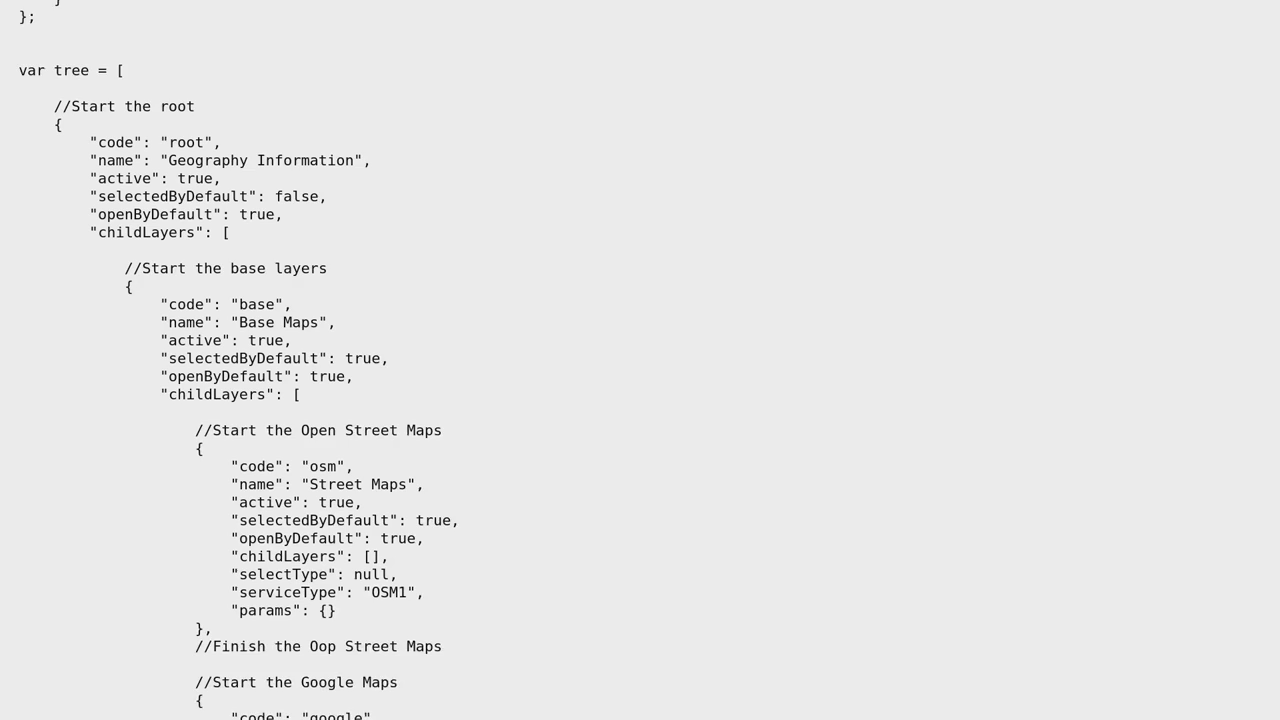 }
};
var tree = [
//Start the root
{
"code": "root",
"name": "Geography Information",
"active": true,
"selectedByDefault": false,
"openByDefault": true,
"childLayers": [
//Start the base layers
{
"code": "base",
"name": "Base Maps",
"active": true,
"selectedByDefault": true,
"openByDefault": true,
"childLayers": [
//Start the Open Street Maps
{
"code": "osm",
"name": "Street Maps",
"active": true,
"selectedByDefault": true,
"openByDefault": true,
"childLayers": [],
"selectType": null,
"serviceType": "OSM1",
"params": {}
},
//Finish the Oop Street Maps
//Start the Google Maps
{
"code": "google"